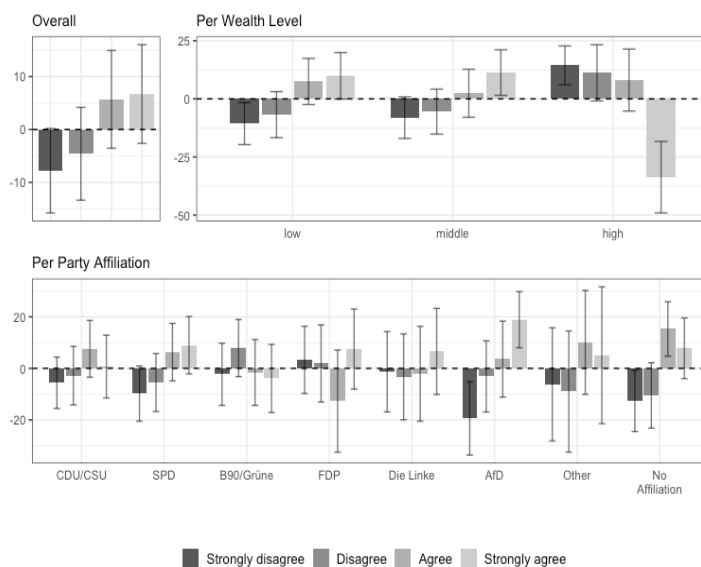 Overall
Per Wealth Level
10
0
-10
25
0
-25
-50
low middle high
Per Party Affiliation
20
0
-20
CDU/CSU SPD B90/Grüne FDP Die Linke AfD Other No
Affiliation
Strongly disagree Disagree Agree Strongly agree